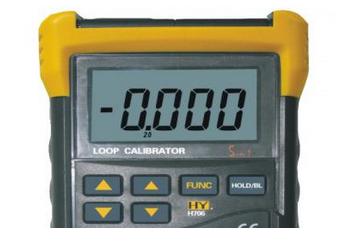 -0.000
20
LOOP CALIBRATOR
FUNC HOLD/BL
HY
H706